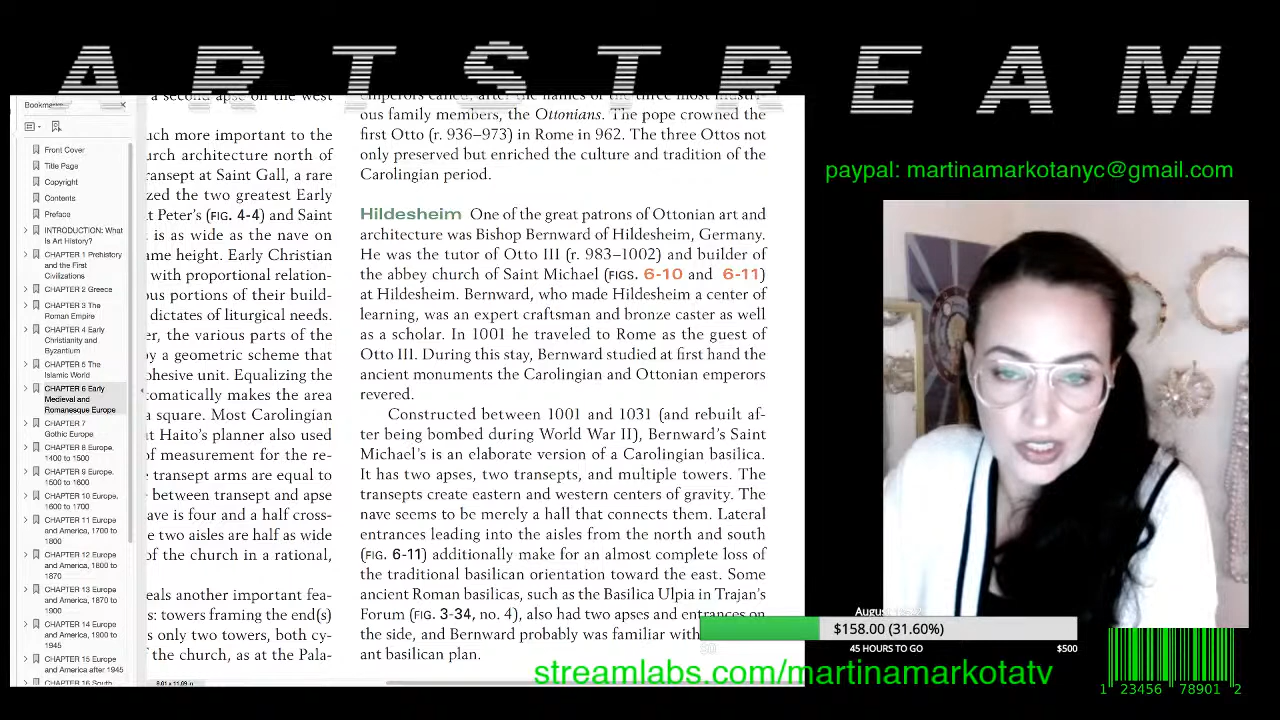 ARTSTREAM
Bookmarks
Front Cover
Title Page
Copyright
Contents
Preface
INTRODUCTION: What
Is Art History?
CHAPTER 1 Prehistory
and the First
Civilizations
CHAPTER 2 Greece
CHAPTER 3 The
Roman Empire
CHAPTER 4 Early
Christianity and
Byzantium
CHAPTER 5 The
Islamic World
CHAPTER 6 Early
Medieval and
Romanesque Europe
CHAPTER 7
Gothic Europe
CHAPTER 8 Europe,
1400 to 1500
CHAPTER 9 Europe,
1500 to 1600
CHAPTER 10 Europe,
1600 to 1700
CHAPTER 11 Europe
and America, 1700 to
1800
CHAPTER 12 Europe
and America, 1800 to
1870
CHAPTER 13 Europe
and America, 1870 to
1900
CHAPTER 14 Europe
and America, 1900 to
1945
CHAPTER 15 Europe
and America after 1945
CHAPTER 16 South
a second apse on the west
uch more important to the
urch architecture north of
ransept at Saint Gall, a rare
zed the two greatest Early
t Peter's (FIG. 4-4) and Saint
is as wide as the nave on
ame height. Early Christian
with proportional relation-
ous portions of their build-
dictates of liturgical needs.
er, the various parts of the
y a geometric scheme that
ohesive unit. Equalizing the
tomatically makes the area
a square. Most Carolingian
at Haito's planner also used
of measurement for the re-
e transept arms are equal to
between transept and apse
ave is four and a half cross-
e two aisles are half as wide
of the church in a rational,
eals another important fea-
s: towers framing the end(s)
s only two towers, both cy-
f the church, as at the Pala-
emperors called, after the names of the three most illustri-
ous family members, the Ottonians. The pope crowned the
first Otto (r. 936–973) in Rome in 962. The three Ottos not
only preserved but enriched the culture and tradition of the
Carolingian period.
Hildesheim One of the great patrons of Ottonian art and
architecture was Bishop Bernward of Hildesheim, Germany.
He was the tutor of Otto III (r. 983–1002) and builder of
the abbey church of Saint Michael (FIGS. 6-10 and 6-11)
at Hildesheim. Bernward, who made Hildesheim a center of
learning, was an expert craftsman and bronze caster as well
as a scholar. In 1001 he traveled to Rome as the guest of
Otto III. During this stay, Bernward studied at first hand the
ancient monuments the Carolingian and Ottonian emperors
revered.
Constructed between 1001 and 1031 (and rebuilt af-
ter being bombed during World War II), Bernward's Saint
Michael's is an elaborate version of a Carolingian basilica.
It has two apses, two transepts, and multiple towers. The
transepts create eastern and western centers of gravity. The
nave seems to be merely a hall that connects them. Lateral
entrances leading into the aisles from the north and south
(FIG. 6-11) additionally make for an almost complete loss of
the traditional basilican orientation toward the east. Some
ancient Roman basilicas, such as the Basilica Ulpia in Trajan's
Forum (FIG. 3-34, no. 4), also had two apses and entrances on
the side, and Bernward probably was familiar with
ant basilican plan.
paypal: martinamarkotanyc@gmail.com
August
$158.00 (31.60%)
$0
45 HOURS TO GO
$500
streamlabs.com/martinamarkotatv
1 23456 78901 2